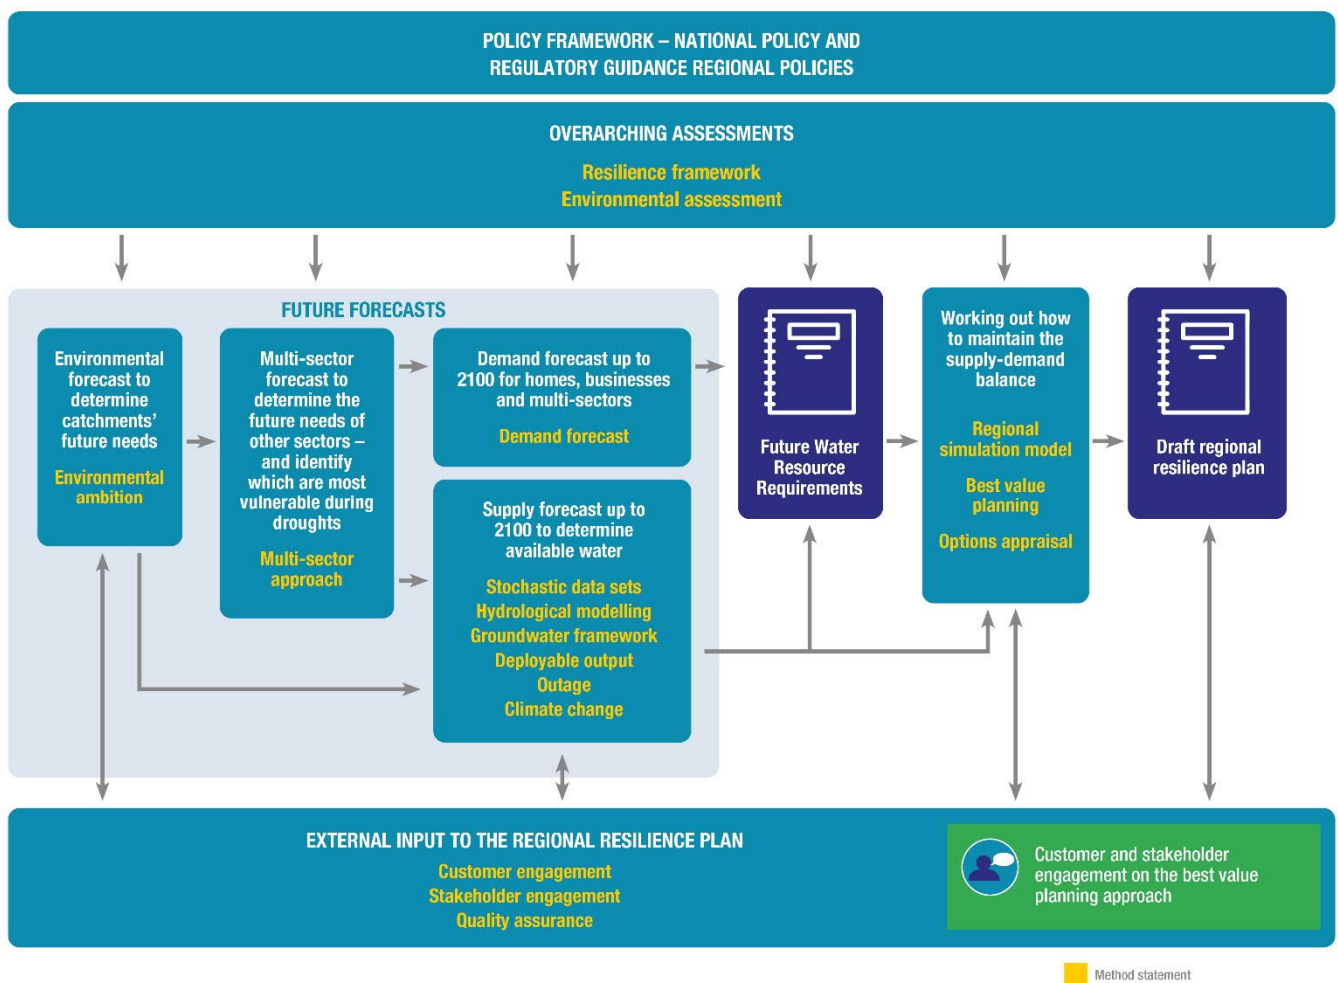 POLICY FRAMEWORK – NATIONAL POLICY AND
REGULATORY GUIDANCE REGIONAL POLICIES
OVERARCHING ASSESSMENTS
Resilience framework
Environmental assessment
FUTURE FORECASTS
Environmental
forecast to
determine
catchments’
future needs
Environmental
ambition
Multi-sector
forecast to
determine the
future needs of
other sectors –
and identify
which are most
vulnerable during
droughts
Multi-sector
approach
Demand forecast up to
2100 for homes, businesses
and multi-sectors
Demand forecast
Supply forecast up to
2100 to determine
available water
Stochastic data sets
Hydrological modelling
Groundwater framework
Deployable output
Outage
Climate change
Future Water
Resource
Requirements
Working out how
to maintain the
supply-demand
balance
Regional
simulation model
Best value
planning
Options appraisal
Draft regional
resilience plan
EXTERNAL INPUT TO THE REGIONAL RESILIENCE PLAN
Customer engagement
Stakeholder engagement
Quality assurance
Customer and stakeholder
engagement on the best value
planning approach
Method statement